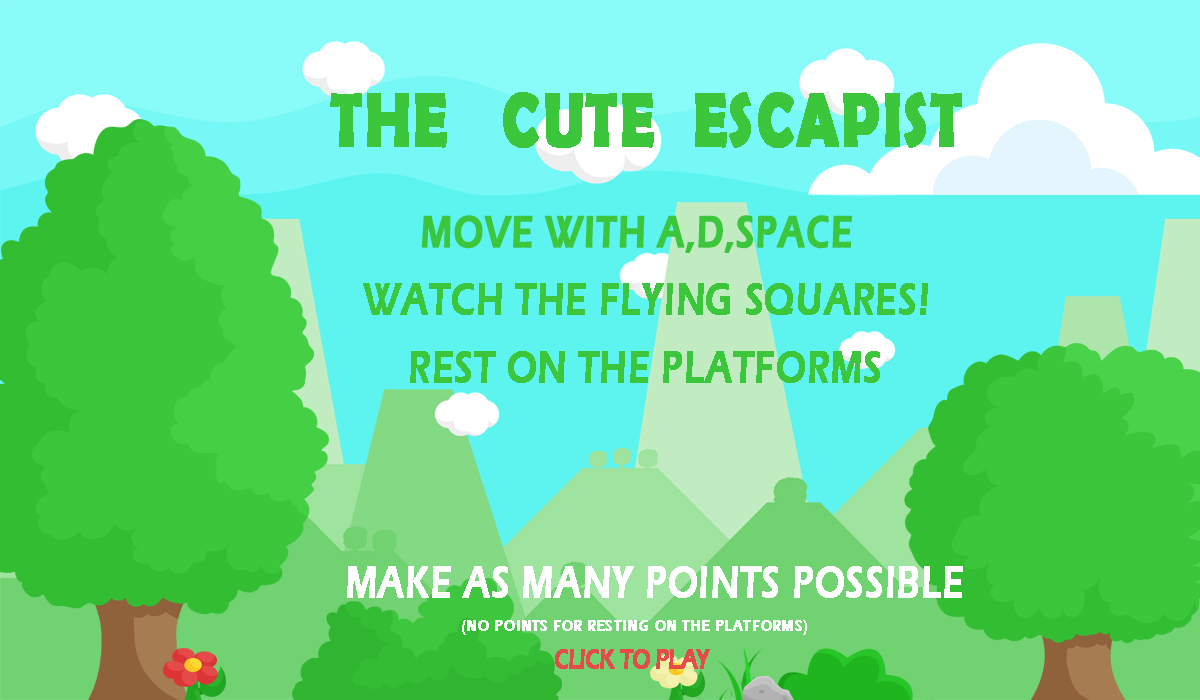 THE CUTE ESCAPIST
MOVE WITH A,D,SPACE
WATCH THE FLYING SQUARES!
REST ON THE PLATFORMS
MAKE AS MANY POINTS POSSIBLE
(NO POINTS FOR RESTING ON THE PLATFORMS)
CLICK TO PLAY